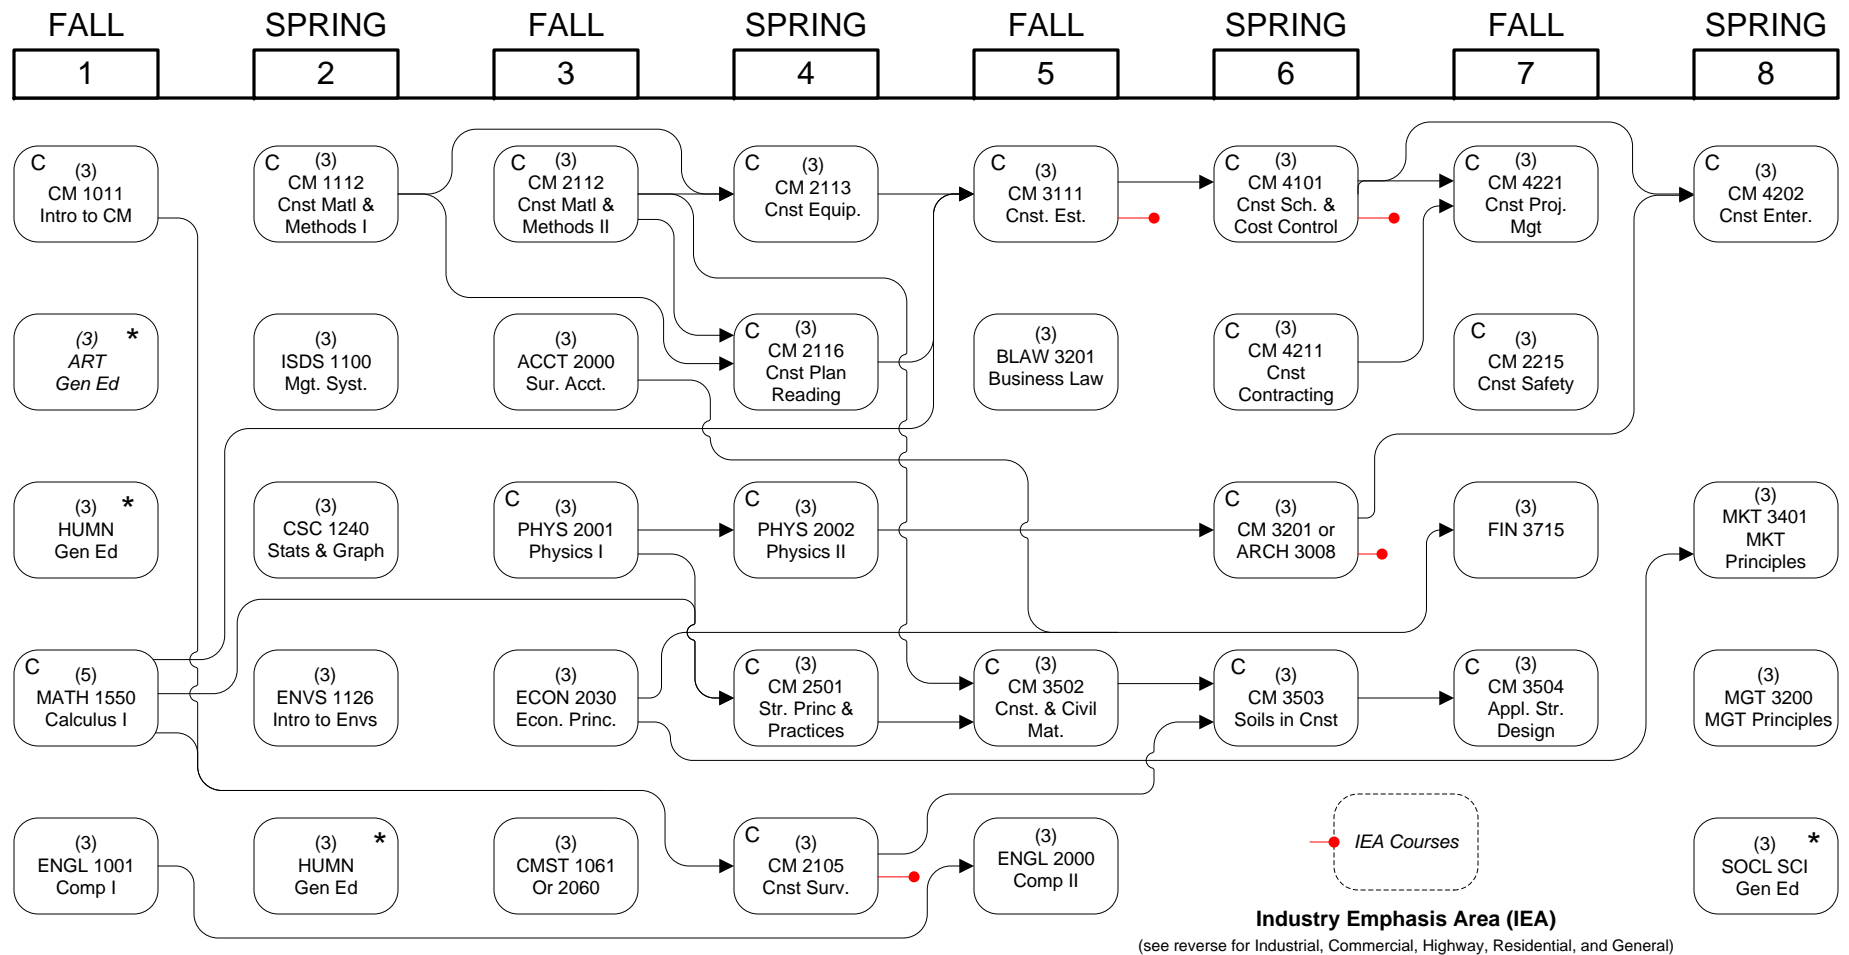 FALL
SPRING
FALL
SPRING
FALL
SPRING
FALL
SPRING
1
2
3
4
5
6
7
8
C
(3)
CM 1011
Intro to CM
C
(3)
CM 1112
Cnst Matl &
Methods I
C
(3)
CM 2112
Cnst Matl &
Methods II
C
(3)
CM 2113
Cnst Equip.
C
(3)
CM 3111
Cnst. Est.
C
(3)
CM 4101
Cnst Sch. &
Cost Control
C
(3)
CM 4221
Cnst Proj.
Mgt
C
(3)
CM 4202
Cnst Enter.
(3) *
ART
Gen Ed
(3)
ISDS 1100
Mgt. Syst.
(3)
ACCT 2000
Sur. Acct.
C
(3)
CM 2116
Cnst Plan
Reading
(3)
BLAW 3201
Business Law
C
(3)
CM 4211
Cnst
Contracting
C
(3)
CM 2215
Cnst Safety
(3) *
HUMN
Gen Ed
(3)
CSC 1240
Stats & Graph
C
(3)
PHYS 2001
Physics I
C
(3)
PHYS 2002
Physics II
C
(3)
CM 3201 or
ARCH 3008
(3)
FIN 3715
(3)
MKT 3401
MKT
Principles
C
(5)
MATH 1550
Calculus I
(3)
ENVS 1126
Intro to Envs
(3)
ECON 2030
Econ. Princ.
C
(3)
CM 2501
Str. Princ &
Practices
C
(3)
CM 3502
Cnst. & Civil
Mat.
C
(3)
CM 3503
Soils in Cnst
C
(3)
CM 3504
Appl. Str.
Design
(3)
MGT 3200
MGT Principles
(3)
ENGL 1001
Comp I
(3) *
HUMN
Gen Ed
(3)
CMST 1061
Or 2060
C
(3)
CM 2105
Cnst Surv.
(3)
ENGL 2000
Comp II
IEA Courses
(3) *
SOCL SCI
Gen Ed
Industry Emphasis Area (IEA)
(see reverse for Industrial, Commercial, Highway, Residential, and General)